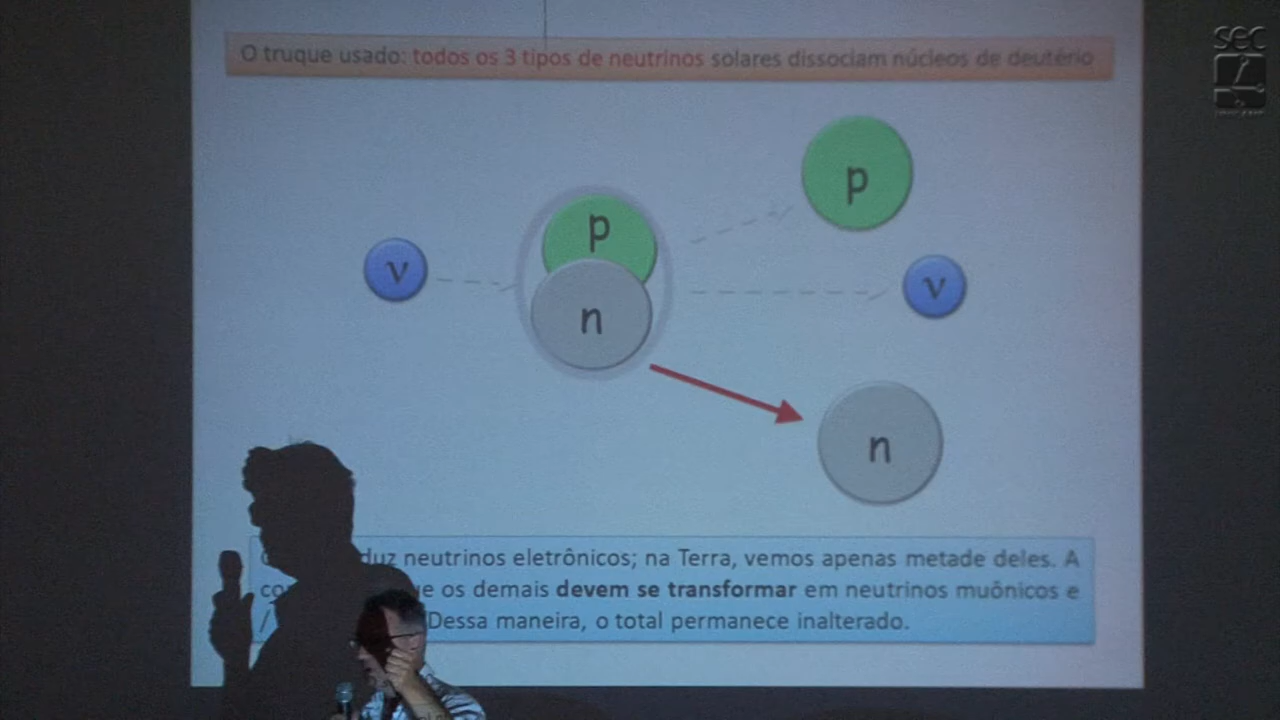 O truque usado: todos os 3 tipos de neutrinos solares dissociam núcleos de deutério
p
p
ν
ν
n
n
duz neutrinos eletrônicos; na Terra, vemos apenas metade deles. A
os demais devem se transformar em neutrinos muônicos e
/ Dessa maneira, o total permanece inalterado.
sec